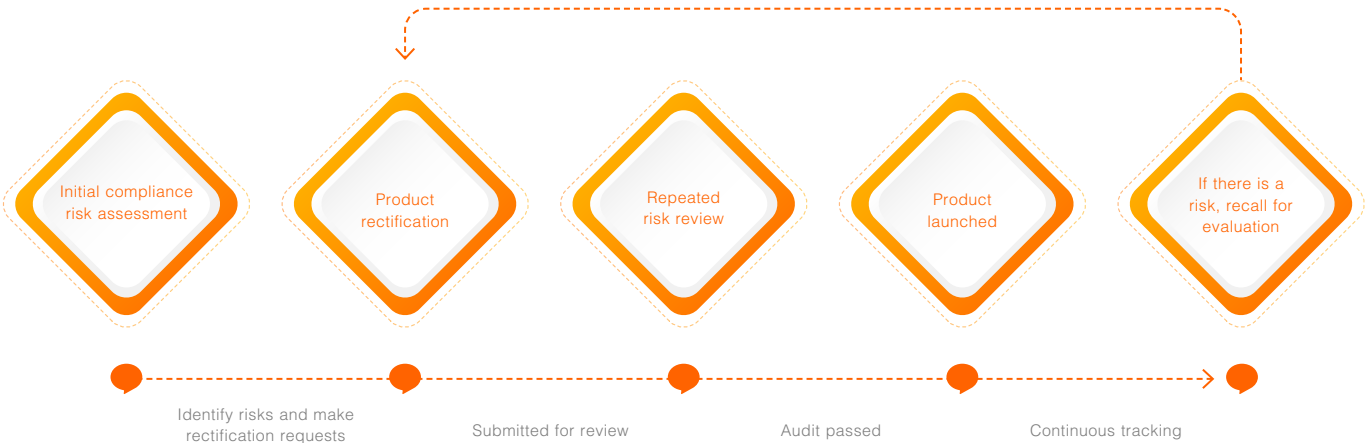 Initial compliance
risk assessment
Product
rectification
Repeated
risk review
Product
launched
If there is a
risk, recall for
evaluation
Identify risks and make
rectification requests
Submitted for review
Audit passed
Continuous tracking